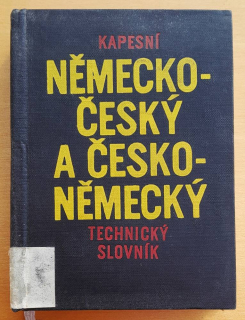 KAPESNÍ
NĚMECKO-
ČESKÝ
A ČESKO-
NĚMECKÝ
TECHNICKÝ
SLOVNÍK